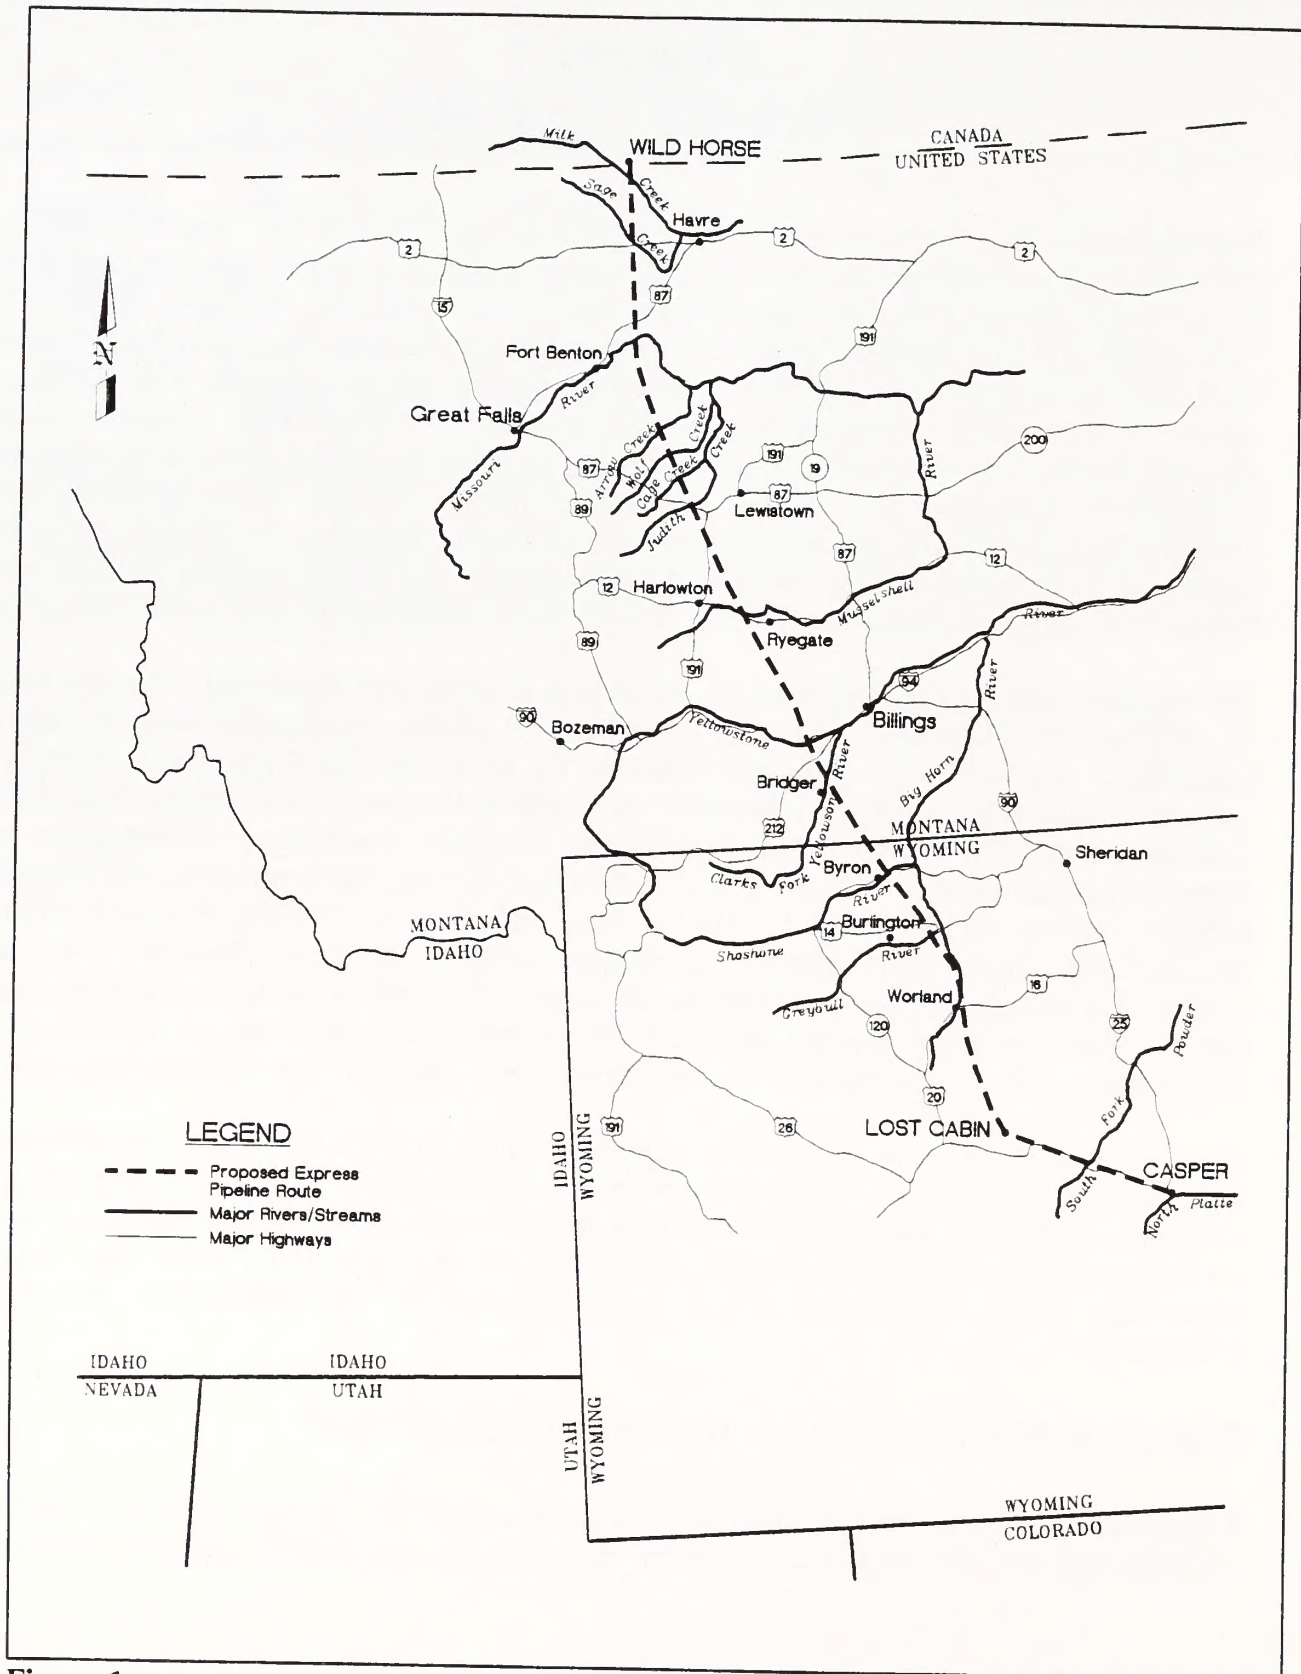 CANADA
UNITED STATES
Milk
WILD HORSE
Sage
Creek
Creek
Havre
2
2
2
15
87
191
N
Fort Benton
River
Great Falls
Missouri
Arrow Creek
Wolf Creek
Cage Creek
Creek
Judith
87
89
191
19
87
Lewistown
River
200
87
12
12
Harlowton
Musselshell
River
Ryegate
89
191
94
River
90
Bozeman
Yellowstone
Billings
River
Bridger
Big Horn
90
212
Yellowson
MONTANA
WYOMING
Sheridan
Byron
Clarks Fork
River
MONTANA
IDAHO
14
Burlington
Shoshone
River
16
Worland
Greybull
120
25
Powder
20
Fork
LEGEND
191
26
LOST CABIN
IDAHO
WYOMING
Proposed Express
Pipeline Route
CASPER
South
North
Platte
Major Rivers/Streams
Major Highways
IDAHO
IDAHO
NEVADA
UTAH
UTAH
WYOMING
WYOMING
COLORADO